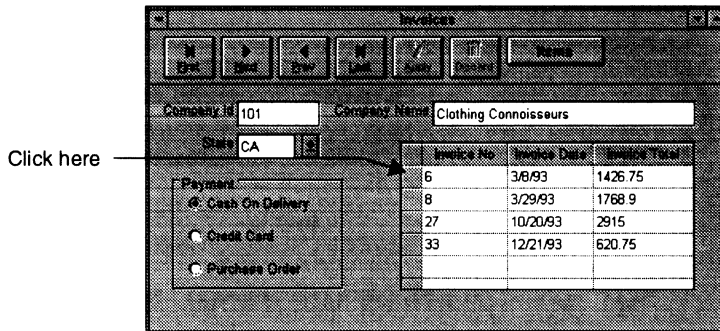 Invoices
First Next Prev Last Apply Discard Items
Company Id 101 Company Name Clothing Connoisseurs
State CA
Click here
Invoice No Invoice Date Invoice Total
6 3/8/93 1426.75
8 3/29/93 1768.9
27 10/20/93 2915
33 12/21/93 620.75
Payment
Cash On Delivery
Credit Card
Purchase Order